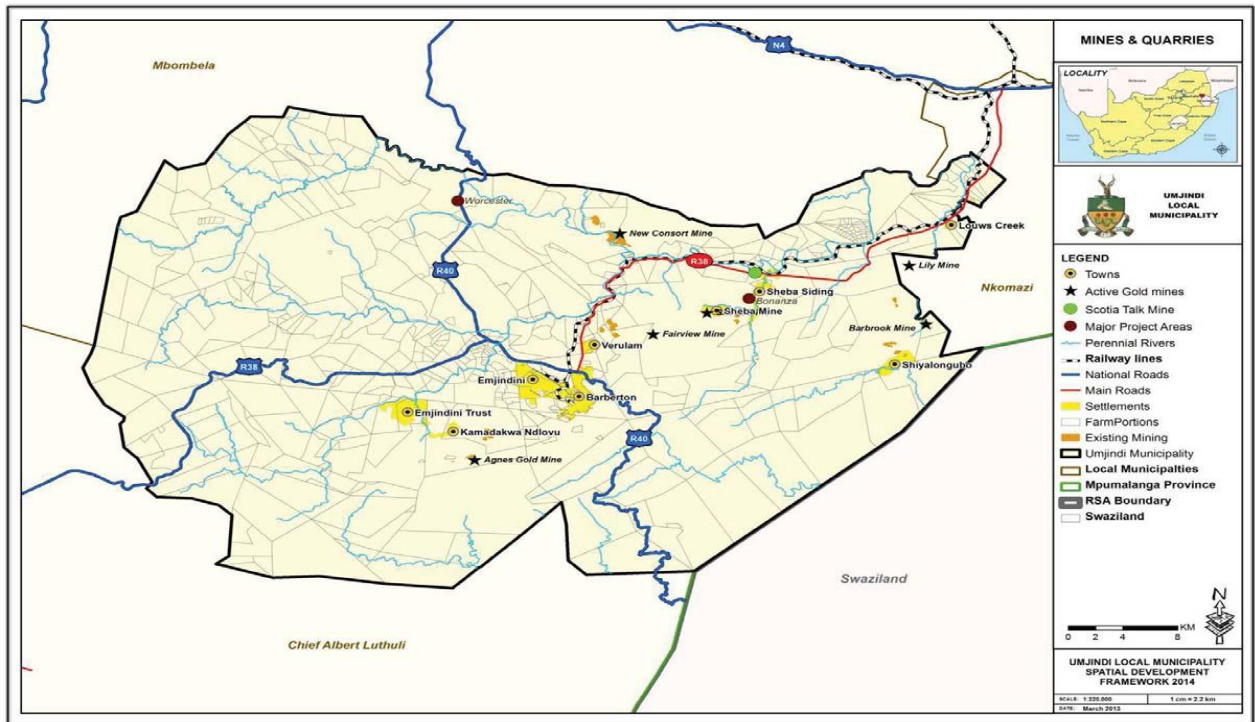 Mbombela
N4
Worcester
New Consort Mine
R38
Louws Creek
R40
Lily Mine
Nkomazi
Sheba Siding
Bonanza
Sheba Mine
Barbrook Mine
Fairview Mine
Verulam
R38
Shiyalongubo
Emjindini
Barberton
Emjindini Trust
Kamadakwa Ndlovu
R40
Agnes Gold Mine
Swaziland
Chief Albert Luthuli
MINES & QUARRIES
LOCALITY
UMJINDI
LOCAL
MUNICIPALITY
LEGEND
Towns
Active Gold mines
Scotia Talk Mine
Major Project Areas
Perennial Rivers
Railway lines
National Roads
Main Roads
Settlements
FarmPortions
Existing Mining
Umjindi Municipality
Local Municipalties
Mpumalanga Province
RSA Boundary
Swaziland
N
KM
0 2 4 8
UMJINDI LOCAL MUNICIPALITY
SPATIAL DEVELOPMENT
FRAMEWORK 2014
SCALE: 1:220,000 1 cm = 2.2 km
DATE: March 2013